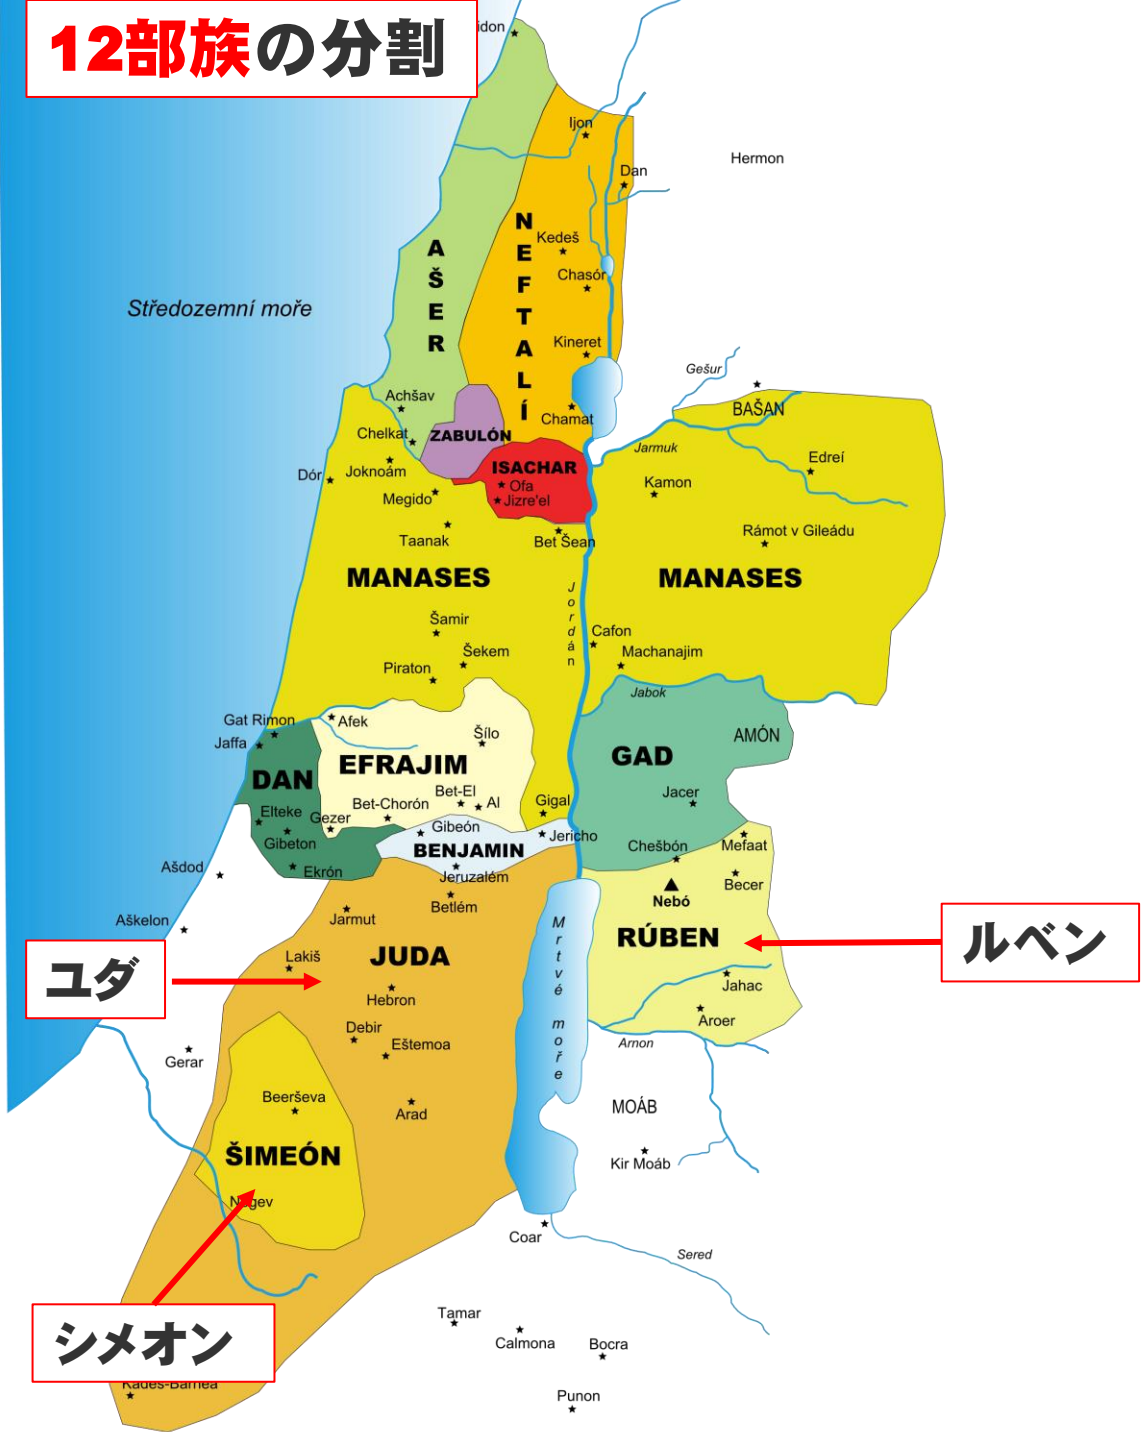 12部族の分割
idon
Ijon
Dan
Hermon
NEFTALÍ
Kedeš
AŠER
Chasór
Středozemní moře
Kineret
Gešur
Achšav
BAŠAN
Chamat
Chelkat
ZABULÓN
Jarmuk
Edreí
ISACHAR
Joknoám
Dór
Ofa
Kamon
Megido
Jizre'el
Rámot v Gileádu
Taanak
Bet Šean
MANASES
MANASES
Jordán
Šamir
Cafon
Šekem
Machanajim
Piraton
Jabok
Gat Rimon
Afek
Jaffa
Šílo
AMÓN
GAD
EFRAJIM
DAN
Bet-El
Jacer
Bet-Chorón
Al
Gigal
Elteke
Gezer
Gibeón
Jericho
Gibeton
BENJAMIN
Chešbón
Mefaat
Ašdod
Ekrón
Jeruzalém
Becer
Nebó
Betlém
Jarmut
Aškelon
Mrtvé moře
RÚBEN
ルベン
JUDA
Lakiš
ユダ
Jahac
Hebron
Aroer
Debir
Eštemoa
Arnon
Gerar
Beerševa
Arad
MOÁB
ŠIMEÓN
Kir Moáb
Negev
Coar
Sered
Tamar
シメオン
Calmona
Bocra
Kadeš-Barnea
Punon